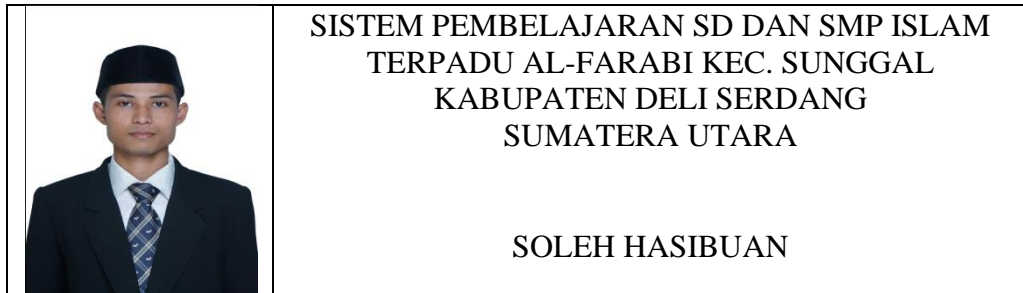 SISTEM PEMBELAJARAN SD DAN SMP ISLAM
TERPADU AL-FARABI KEC. SUNGGAL
KABUPATEN DELI SERDANG
SUMATERA UTARA
SOLEH HASIBUAN